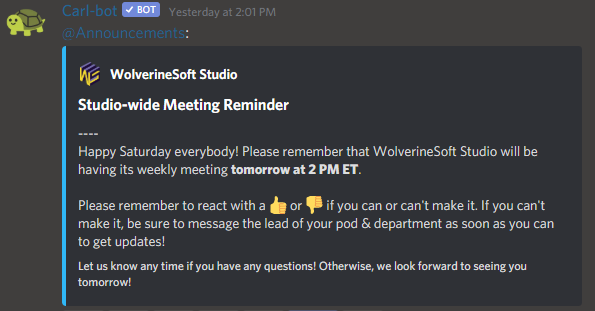 Carl-bot ✔ BOT Yesterday at 2:01 PM
@Announcements:
WolverineSoft Studio
Studio-wide Meeting Reminder
----
Happy Saturday everybody! Please remember that WolverineSoft Studio will be
having its weekly meeting tomorrow at 2 PM ET.
Please remember to react with a 👍 or 👎 if you can or can't make it. If you can't
make it, be sure to message the lead of your pod & department as soon as you can
to get updates!
Let us know any time if you have any questions! Otherwise, we look forward to seeing you
tomorrow!